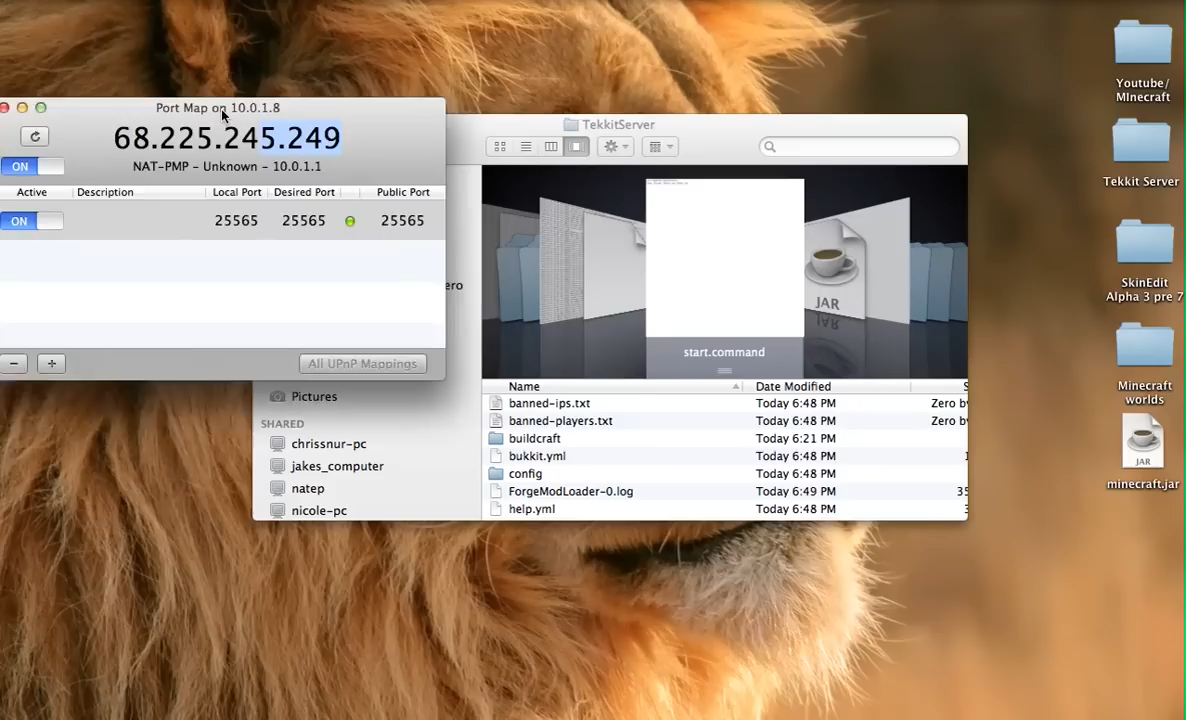 Port Map on 10.0.1.8
68.225.245.249
NAT-PMP - Unknown - 10.0.1.1
ON
Active Description Local Port Desired Port Public Port
ON 25565 25565 25565
All UPnP Mappings
TekkitServer
JAR
start.command
ero
Name Date Modified S
banned-ips.txt Today 6:48 PM Zero by
banned-players.txt Today 6:48 PM Zero by
buildcraft Today 6:21 PM
bukkit.yml Today 6:48 PM
config Today 6:48 PM
ForgeModLoader-0.log Today 6:49 PM 35
help.yml Today 6:48 PM
Pictures
SHARED
chrissnur-pc
jakes_computer
natep
nicole-pc
Youtube/
MInecraft
Tekkit Server
SkinEdit
Alpha 3 pre 7
Minecraft
worlds
JAR
minecraft.jar